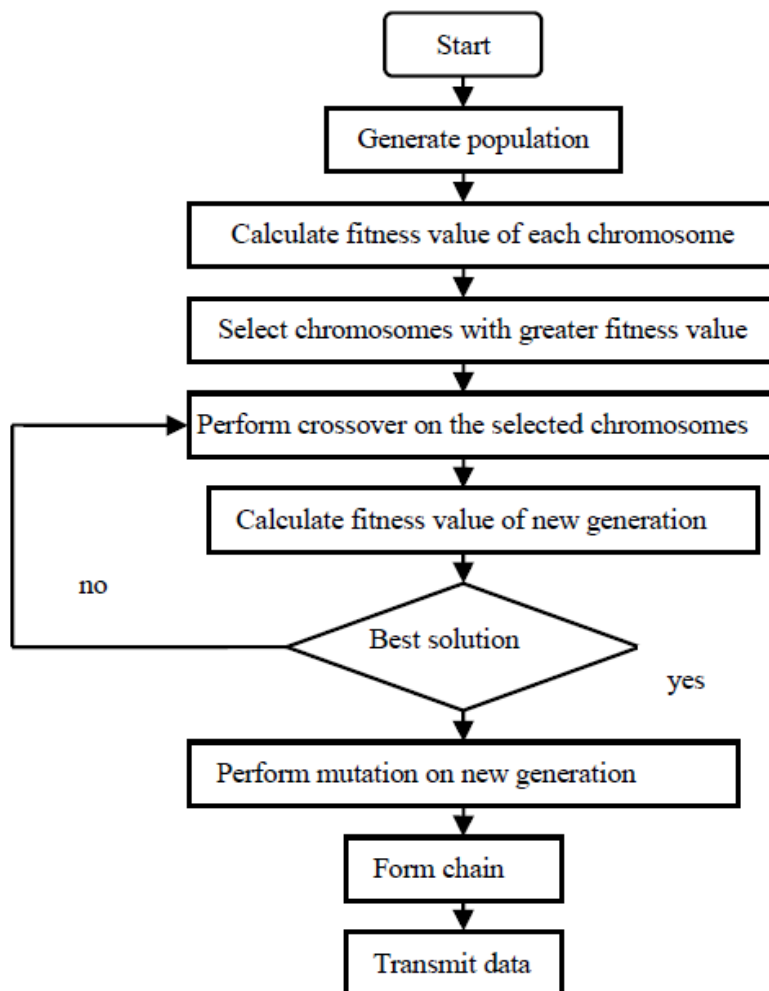 Start
Generate population
Calculate fitness value of each chromosome
Select chromosomes with greater fitness value
Perform crossover on the selected chromosomes
Calculate fitness value of new generation
no
Best solution
yes
Perform mutation on new generation
Form chain
Transmit data